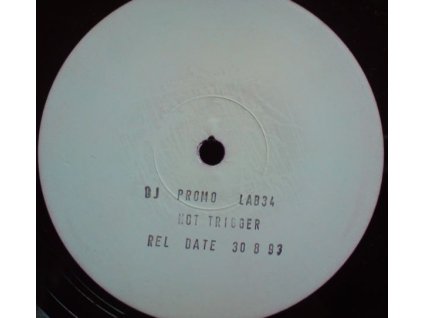 DJ PROMO LAB34
HOT TRIGGER
REL DATE 30 8 93